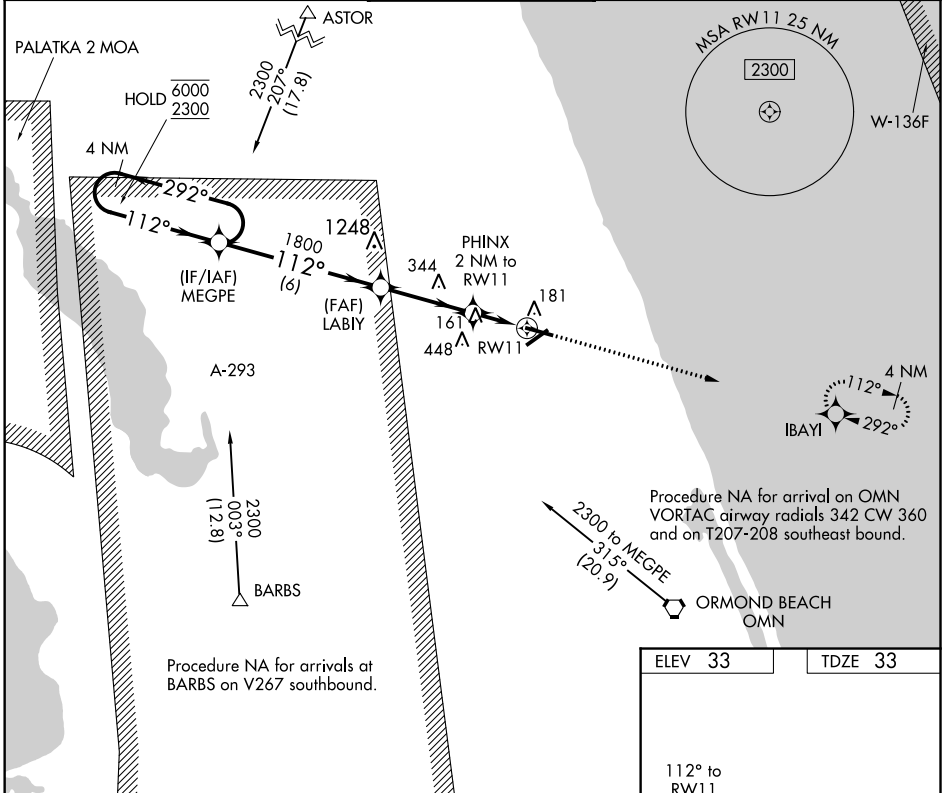 ASTOR
PALATKA 2 MOA
MSA RW11 25 NM
2300
W-136F
2300
207°
(17.8)
HOLD 6000
2300
4 NM
292°
112°
(IF/IAF)
MEGPE
1800
112°
(6)
1248
(FAF)
LABIY
344
PHINX
2 NM to
RW11
161
181
448
RW11
A-293
4 NM
112°
292°
IBAYI
2300
003°
(12.8)
BARBS
Procedure NA for arrival on OMN
VORTAC airway radials 342 CW 360
and on T207-208 southeast bound.
2300 to MEGPE
315°
(20.9)
ORMOND BEACH
OMN
Procedure NA for arrivals at
BARBS on V267 southbound.
ELEV 33
TDZE 33
112° to
RW11